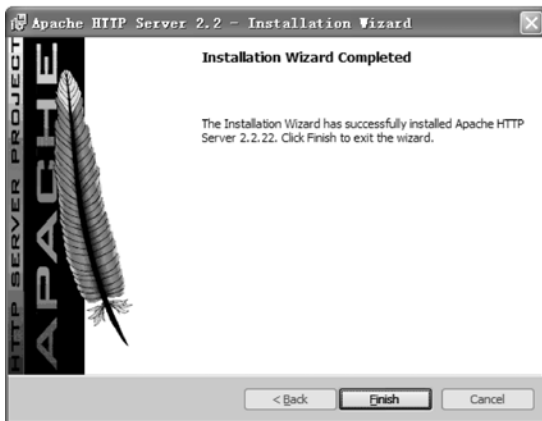 Apache HTTP Server 2.2 - Installation Wizard
HTTP SERVER PROJECT
APACHE
Installation Wizard Completed
The Installation Wizard has successfully installed Apache HTTP
Server 2.2.22. Click Finish to exit the wizard.
< Back
Finish
Cancel